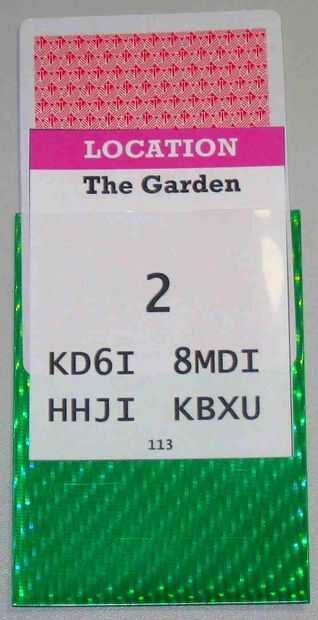 LOCATION
The Garden
2
KD6I 8MDI
HHJI KBXU
113